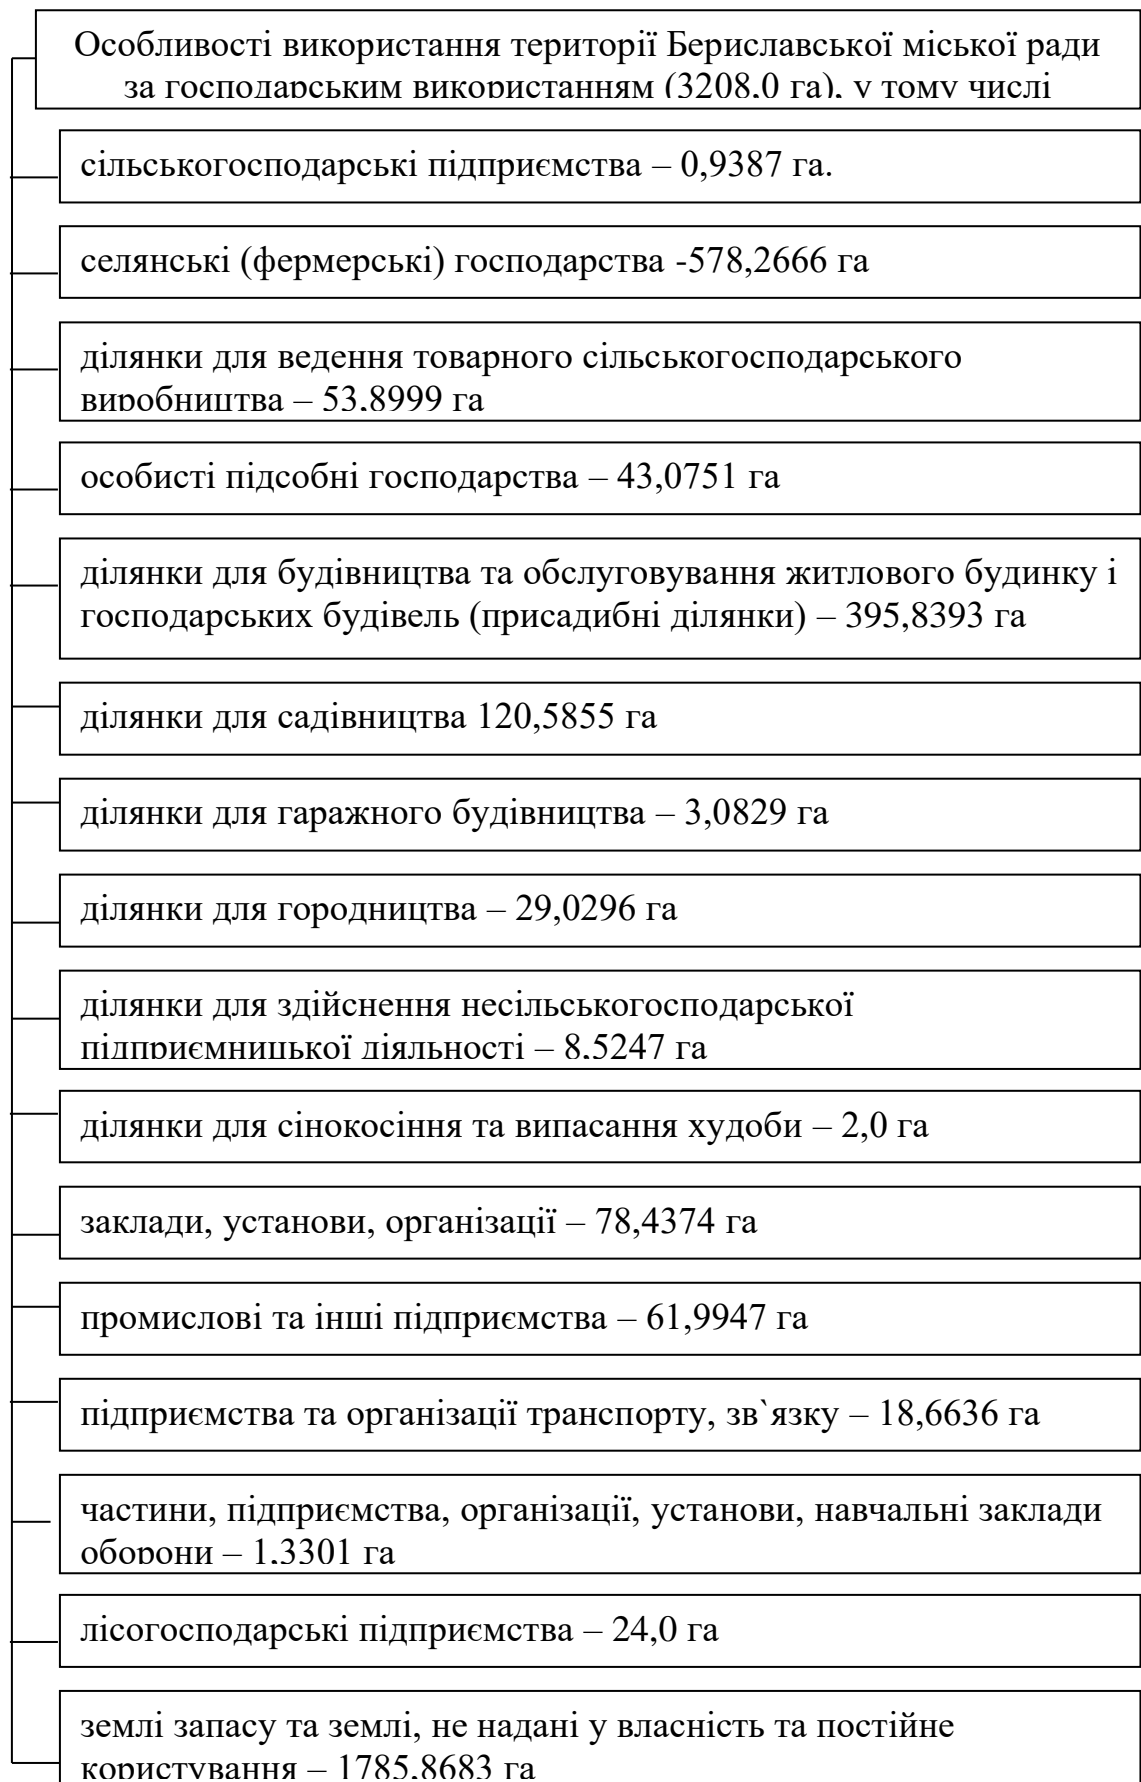 Особливості використання території Бериславської міської ради
за господарським використанням (3208,0 га), у тому числі
сільськогосподарські підприємства – 0,9387 га.
селянські (фермерські) господарства -578,2666 га
ділянки для ведення товарного сільськогосподарського
виробництва – 53,8999 га
особисті підсобні господарства – 43,0751 га
ділянки для будівництва та обслуговування житлового будинку і
господарських будівель (присадибні ділянки) – 395,8393 га
ділянки для садівництва 120,5855 га
ділянки для гаражного будівництва – 3,0829 га
ділянки для городництва – 29,0296 га
ділянки для здійснення несільськогосподарської
підприємницької діяльності – 8,5247 га
ділянки для сінокосіння та випасання худоби – 2,0 га
заклади, установи, організації – 78,4374 га
промислові та інші підприємства – 61,9947 га
підприємства та організації транспорту, зв`язку – 18,6636 га
частини, підприємства, організації, установи, навчальні заклади
оборони – 1,3301 га
лісогосподарські підприємства – 24,0 га
землі запасу та землі, не надані у власність та постійне
користування – 1785,8683 га